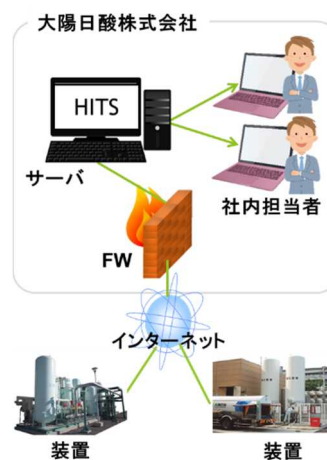 大陽日酸株式会社
HITS
サーバ
社内担当者
FW
インターネット
装置
装置